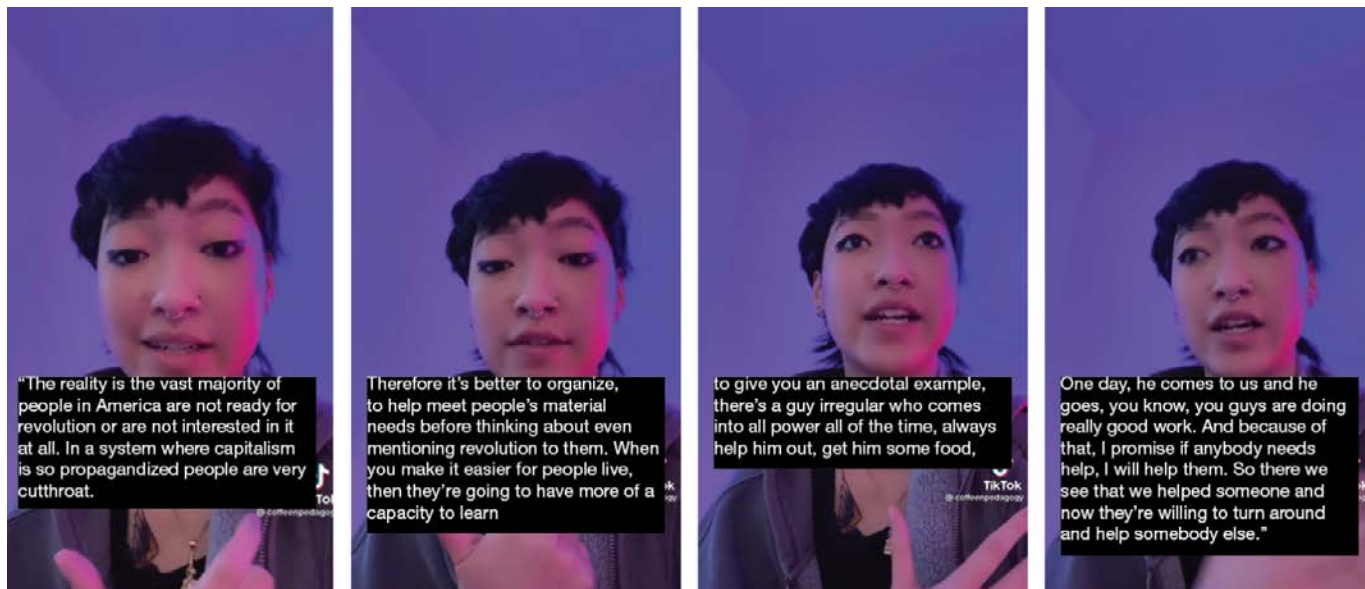 “The reality is the vast majority of
people in America are not ready for
revolution or are not interested in it
at all. In a system where capitalism
is so propagandized people are very
cutthroat.
Tok
@coffeenpedagogy
Therefore it’s better to organize,
to help meet people’s material
needs before thinking about even
mentioning revolution to them. When
you make it easier for people live,
then they’re going to have more of a
capacity to learn
to give you an anecdotal example,
there’s a guy irregular who comes
into all power all of the time, always
help him out, get him some food,
TikTok
@coffeenpedagogy
One day, he comes to us and he
goes, you know, you guys are doing
really good work. And because of
that, I promise if anybody needs
help, I will help them. So there we
see that we helped someone and
now they’re willing to turn around
and help somebody else.”